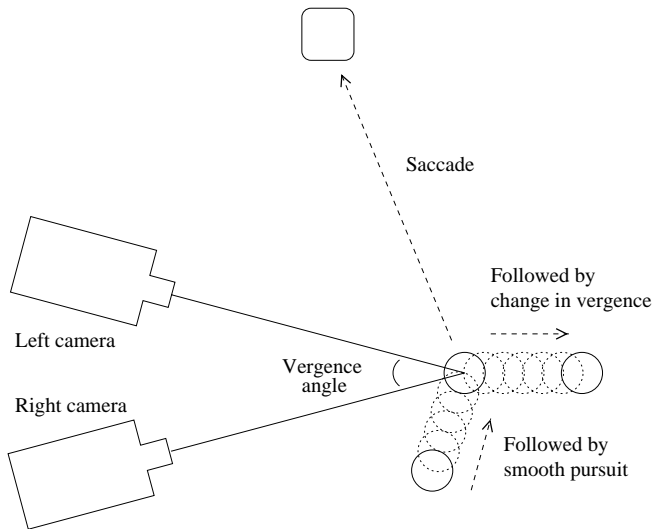 Saccade
Followed by
change in vergence
Left camera
Vergence
angle
Right camera
Followed by
smooth pursuit